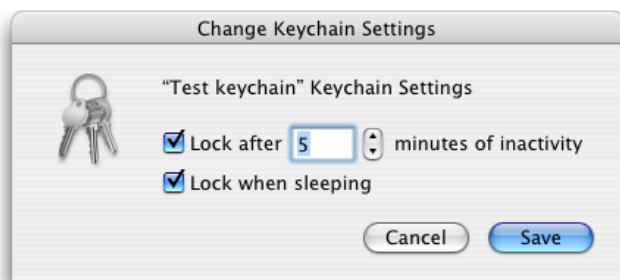 Change Keychain Settings
“Test keychain” Keychain Settings
Lock after 5 minutes of inactivity
Lock when sleeping
Cancel Save